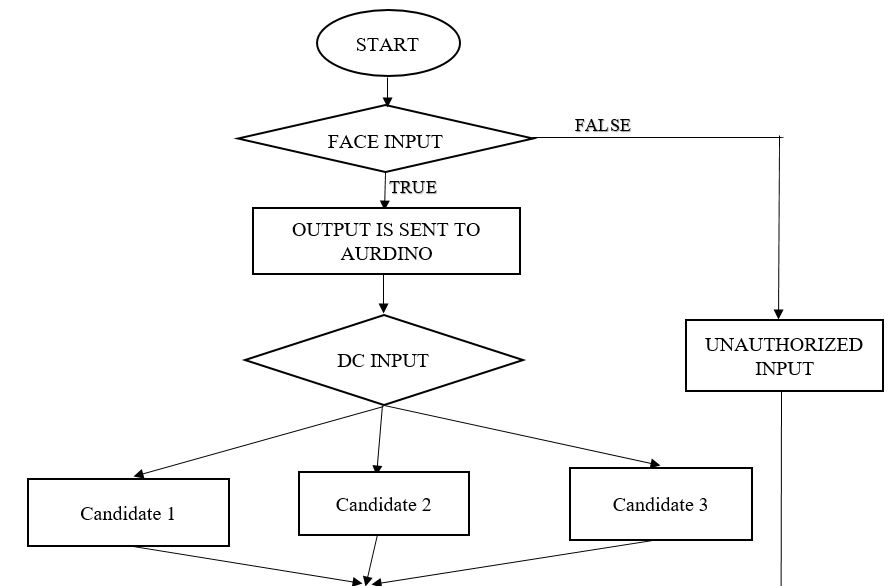 START
FACE INPUT
FALSE
TRUE
OUTPUT IS SENT TO
AURDINO
DC INPUT
UNAUTHORIZED
INPUT
Candidate 1
Candidate 2
Candidate 3